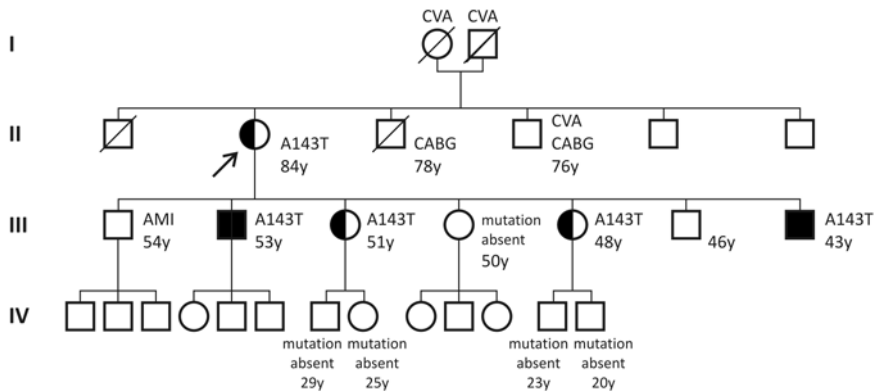 I
CVA
CVA
II
A143T
84y
CABG
78y
CVA
CABG
76y
III
AMI
54y
A143T
53y
A143T
51y
mutation
absent
50y
A143T
48y
46y
A143T
43y
IV
mutation
absent
29y
mutation
absent
25y
mutation
absent
23y
mutation
absent
20y